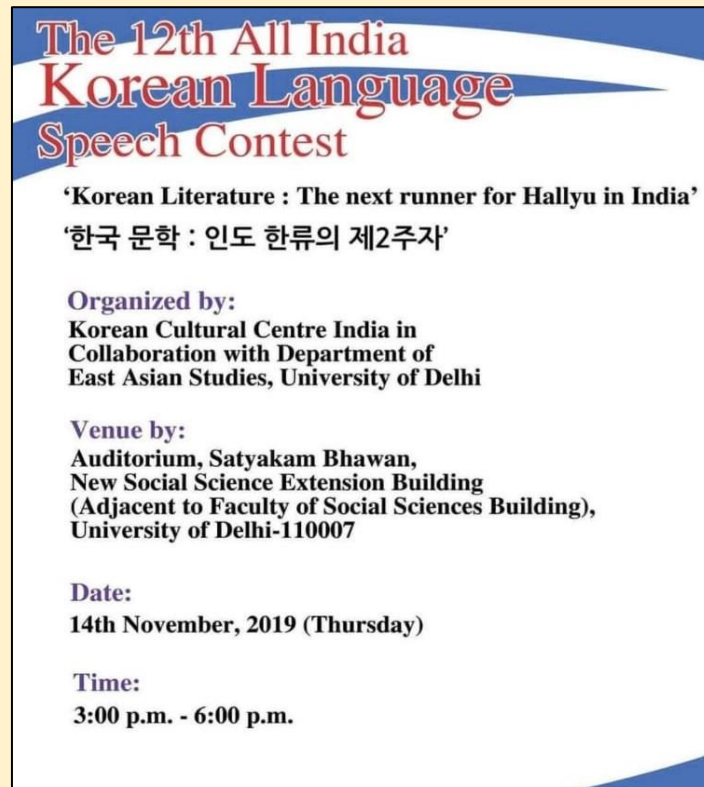 The 12th All India
Korean Language
Speech Contest
‘Korean Literature : The next runner for Hallyu in India’
‘한국 문학 : 인도 한류의 제2주자’
Organized by:
Korean Cultural Centre India in
Collaboration with Department of
East Asian Studies, University of Delhi
Venue by:
Auditorium, Satyakam Bhawan,
New Social Science Extension Building
(Adjacent to Faculty of Social Sciences Building),
University of Delhi-110007
Date:
14th November, 2019 (Thursday)
Time:
3:00 p.m. - 6:00 p.m.